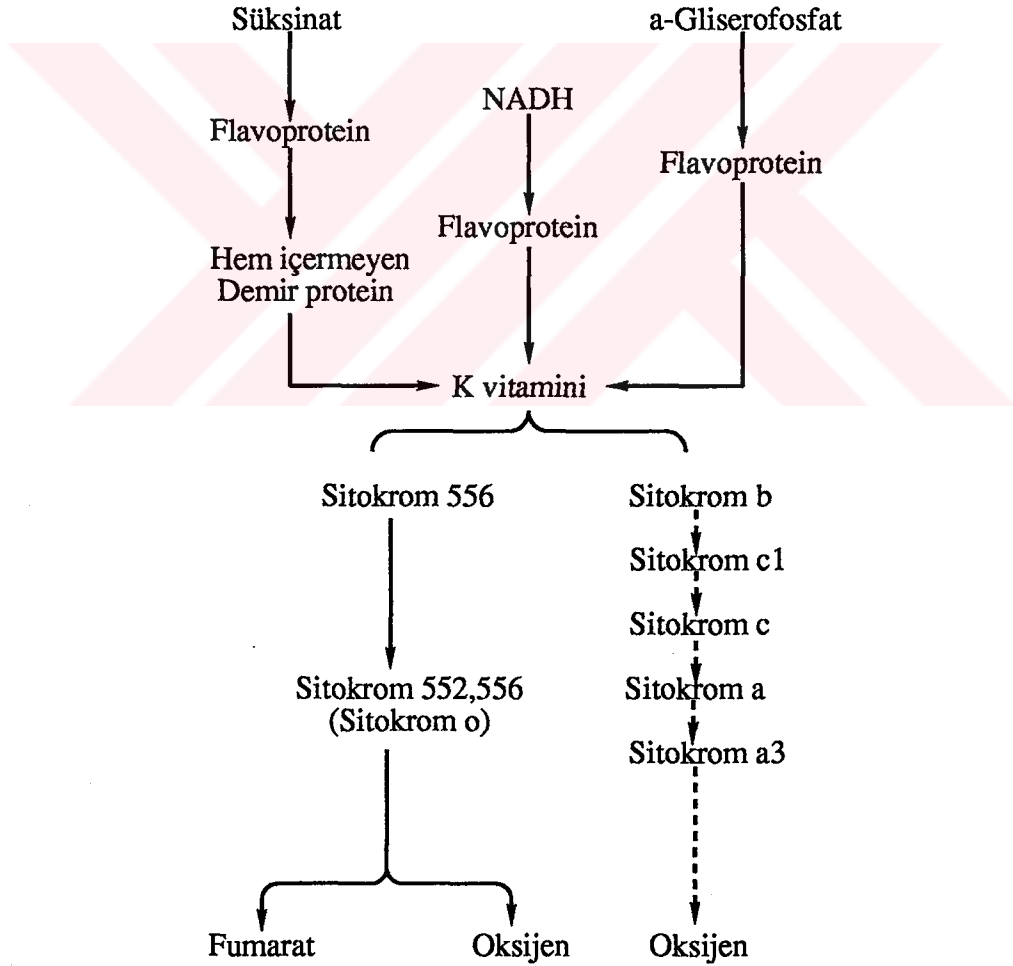 Süksinat
a-Gliserofosfat
NADH
Flavoprotein
Flavoprotein
Flavoprotein
Hem içermeyen
Demir protein
K vitamini
Sitokrom 556
Sitokrom b
Sitokrom c1
Sitokrom c
Sitokrom 552,556
(Sitokrom o)
Sitokrom a
Sitokrom a3
Fumarat
Oksijen
Oksijen